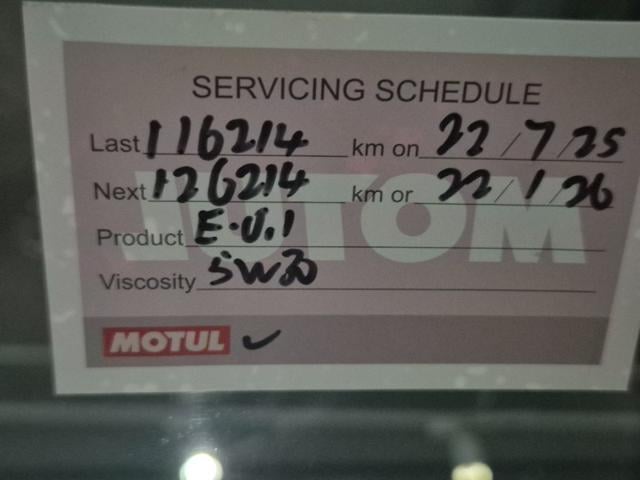 SERVICING SCHEDULE
Last 116214 km on 22/7/25
Next 126214 km or 22/1/26
Product E.U.1
Viscosity 5W30
MOTUL ✓